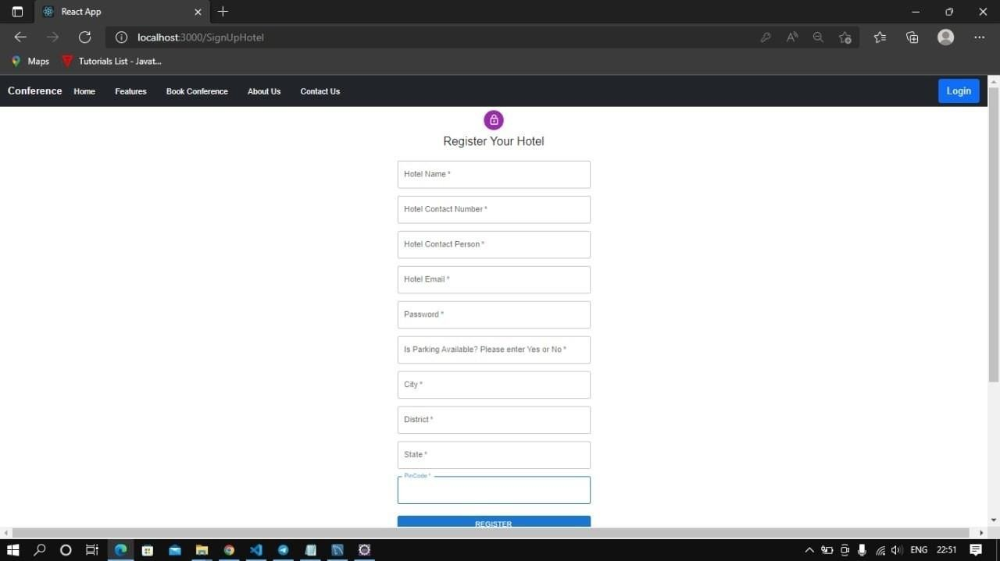 React App
localhost:3000/SignUpHotel
Maps Tutorials List - Javat...
Conference Home Features Book Conference About Us Contact Us Login
Register Your Hotel
Hotel Name *
Hotel Contact Number *
Hotel Contact Person *
Hotel Email *
Password *
Is Parking Available? Please enter Yes or No *
City *
District *
State *
PinCode *
REGISTER
ENG 22:51